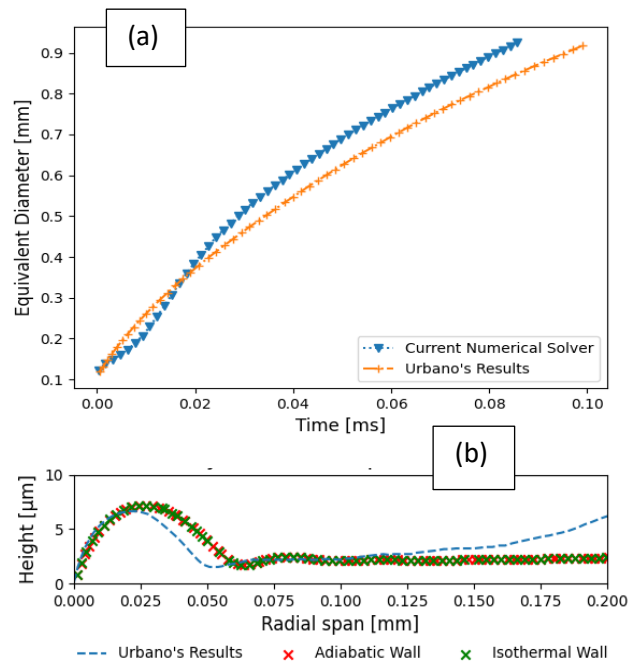 (a)
0.9
0.8
0.7
0.6
0.5
0.4
0.3
0.2
0.1
Equivalent Diameter [mm]
Current Numerical Solver
Urbano's Results
0.00 0.02 0.04 0.06 0.08 0.10
Time [ms]
(b)
10
5
0
Height [µm]
0.000 0.025 0.050 0.075 0.100 0.125 0.150 0.175 0.200
Radial span [mm]
Urbano's Results Adiabatic Wall Isothermal Wall